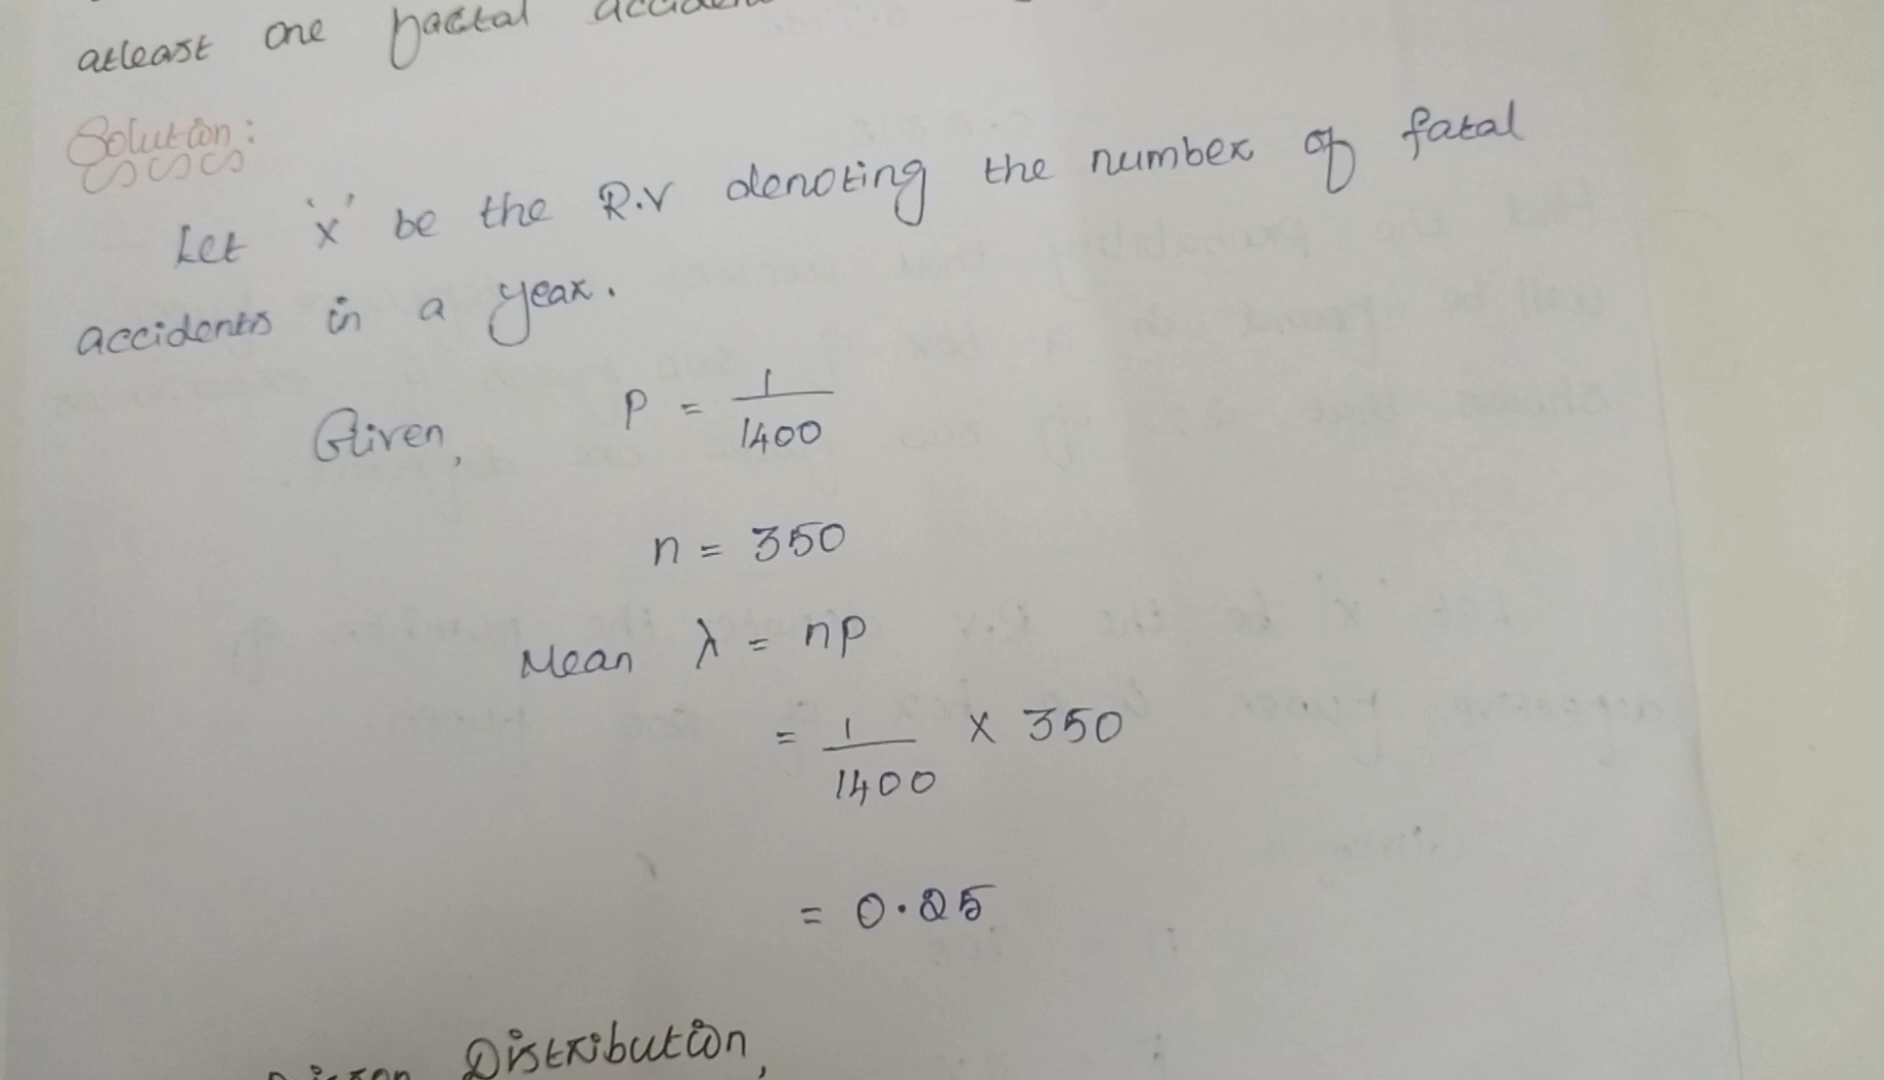 atleast one factal
Solution:
Let 'x' be the R.V denoting the number of fatal
accidents in a year.
Given, P = 1/1400
n = 350
Mean λ = np
= 1/1400 × 350
= 0.25
Distribution,